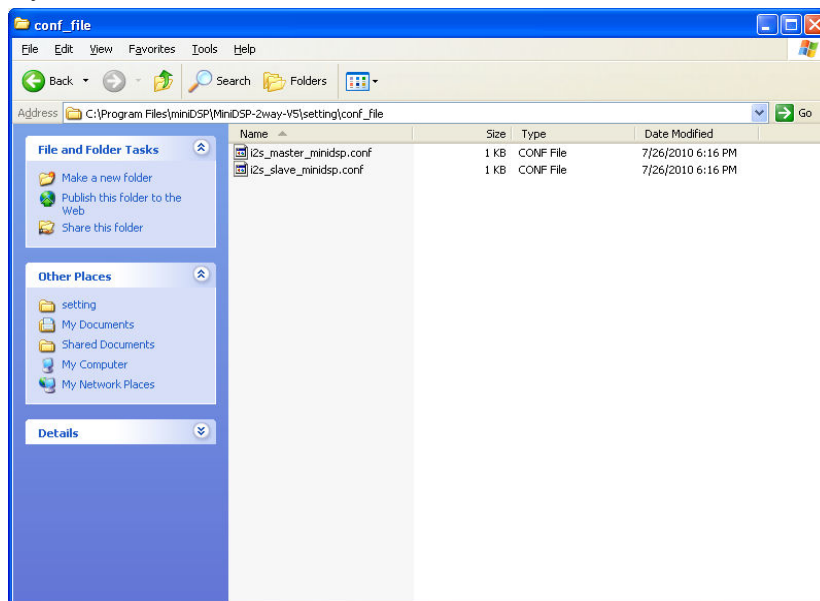 conf_file
File Edit View Favorites Tools Help
Back Search Folders
Address C:\Program Files\miniDSP\MiniDSP-2way-V5\setting\conf_file Go
File and Folder Tasks
Make a new folder
Publish this folder to the
Web
Share this folder
Other Places
setting
My Documents
Shared Documents
My Computer
My Network Places
Details
Name Size Type Date Modified
i2s_master_minidsp.conf 1 KB CONF File 7/26/2010 6:16 PM
i2s_slave_minidsp.conf 1 KB CONF File 7/26/2010 6:16 PM